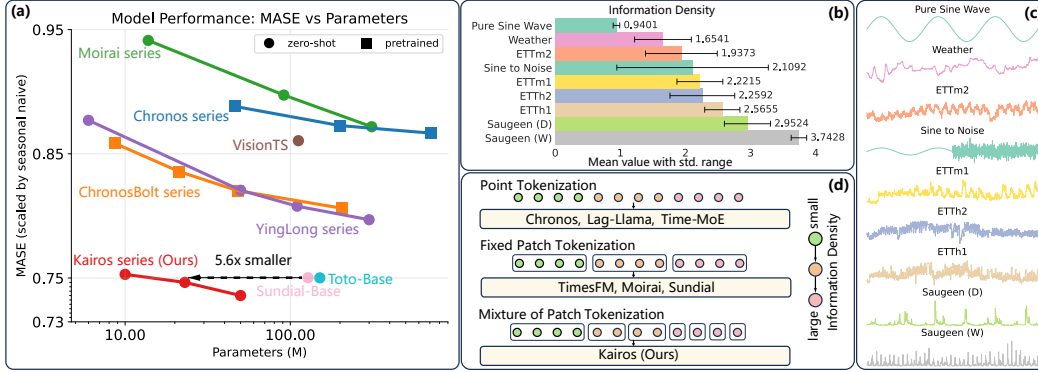 (a)
Model Performance: MASE vs Parameters
0.95
0.85
0.75
0.73
MASE (scaled by seasonal naive)
zero-shot
pretrained
Moirai series
Chronos series
VisionTS
ChronosBolt series
YingLong series
Kairos series (Ours)
5.6x smaller
Toto-Base
Sundial-Base
10.00
100.00
Parameters (M)
(b)
Information Density
Pure Sine Wave
0.9401
Weather
1.6541
ETTm2
1.9373
Sine to Noise
2.1092
ETTm1
2.2215
ETTh2
2.2592
ETTh1
2.5655
Saugeen (D)
2.9524
Saugeen (W)
3.7428
0
1
2
3
4
Mean value with std. range
(d)
Point Tokenization
Chronos, Lag-Llama, Time-MoE
Fixed Patch Tokenization
TimesFM, Moirai, Sundial
Mixture of Patch Tokenization
Kairos (Ours)
small
large
Information
Density
(c)
Pure Sine Wave
Weather
ETTm2
Sine to Noise
ETTm1
ETTh2
ETTh1
Saugeen (D)
Saugeen (W)